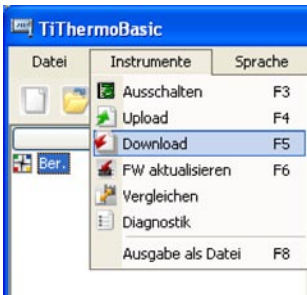 TiThermoBasic
Datei Instrumente Sprache
Ausschalten F3
Upload F4
Download F5
Ber.
FW aktualisieren F6
Vergleichen
Diagnostik
Ausgabe als Datei F8